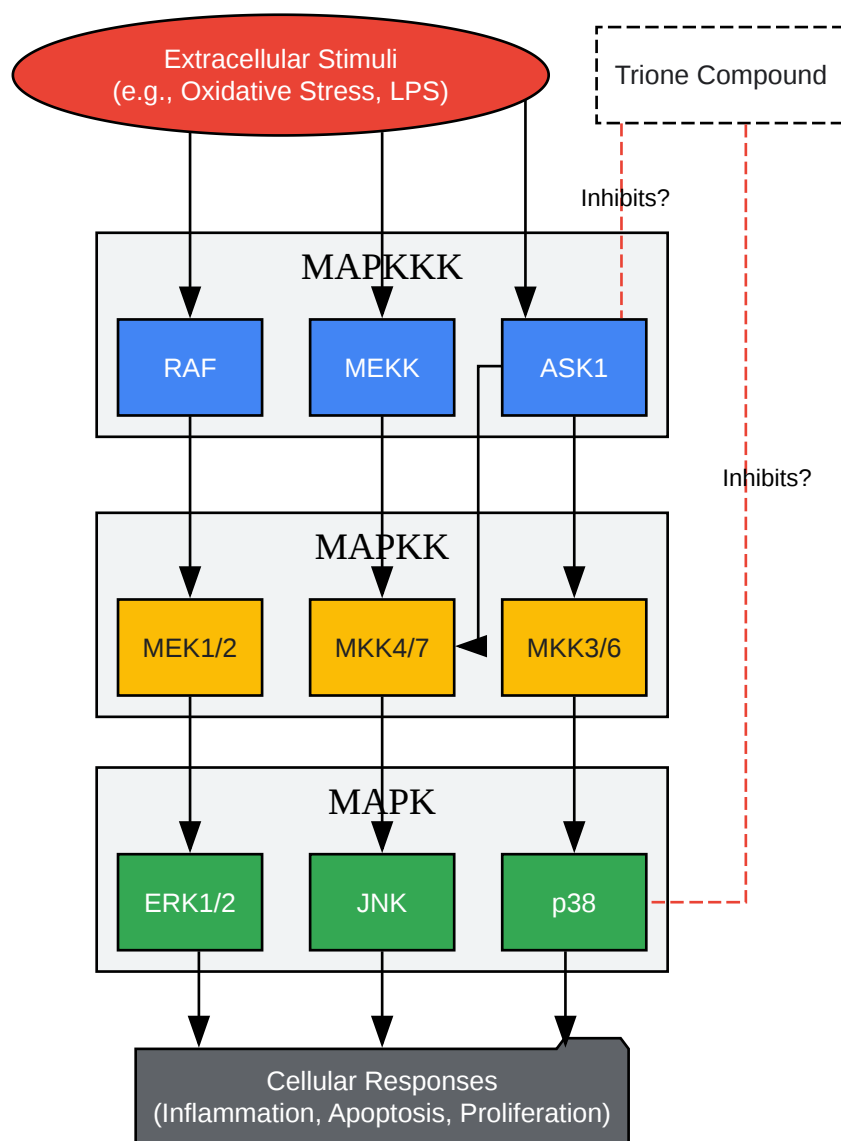 Extracellular Stimuli
(e.g., Oxidative Stress, LPS)
Trione Compound
Inhibits?
MAPKKK
RAF
MEKK
ASK1
Inhibits?
MAPKK
MEK1/2
MKK4/7
MKK3/6
MAPK
ERK1/2
JNK
p38
Cellular Responses
(Inflammation, Apoptosis, Proliferation)